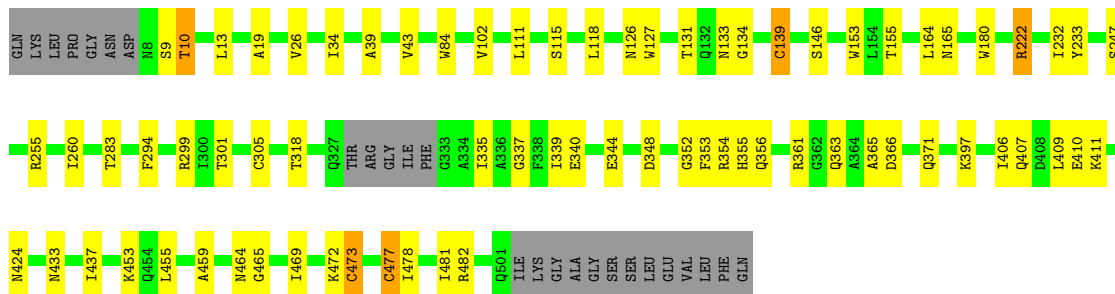 GLN LYS LEU PRO GLY ASN ASP N8 S9 T10 L13 A19 V26 I34 A39 V43 W84 V102 L111 S115 L118 N126 W127 T131 Q132 N133 G134 C139 S146 W153 L154 T155 L164 N165 W180 R222 I232 Y233
R255 I260 T283 F294 R299 I300 T301 C305 T318 Q327 THR ARG GLY ILE PHE G333 A334 I335 A336 G337 F338 I339 E340 E344 D348 G352 F353 R354 H355 Q356 R361 G362 Q363 A364 A365 D366 Q371 K397 I406 Q407 D408 L409 E410 K411
N424 N433 I437 K453 Q454 L455 A459 N464 G465 I469 K472 C473 C477 I478 I481 R482 Q501 ILE LYS GLY ALA GLY SER SER LEU GLU VAL LEU PHE GLN